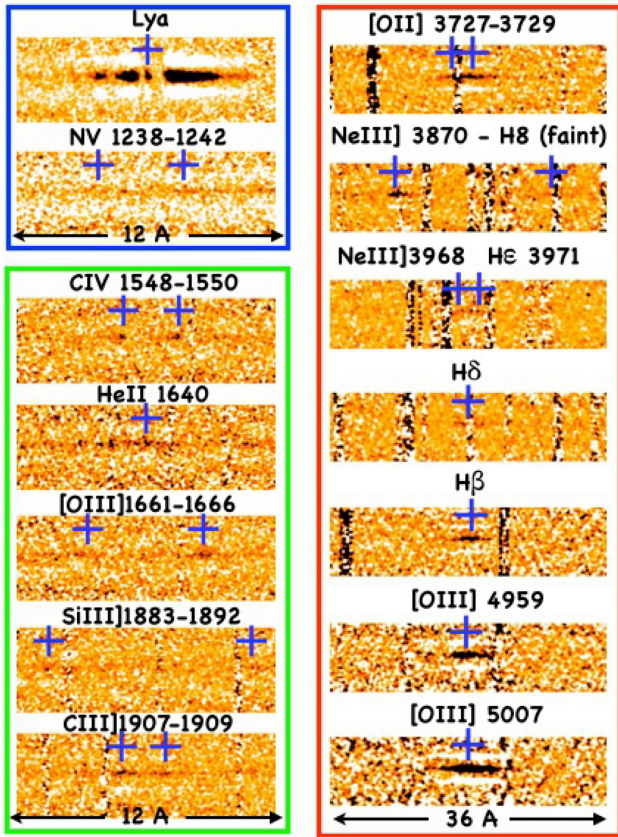 Lya
NV 1238-1242
12 A
CIV 1548-1550
HeII 1640
[OIII]1661-1666
SiIII]1883-1892
CIII]1907-1909
12 A
[OII] 3727-3729
NeIII] 3870 - H8 (faint)
NeIII]3968 Hε 3971
Hδ
Hβ
[OIII] 4959
[OIII] 5007
36 A